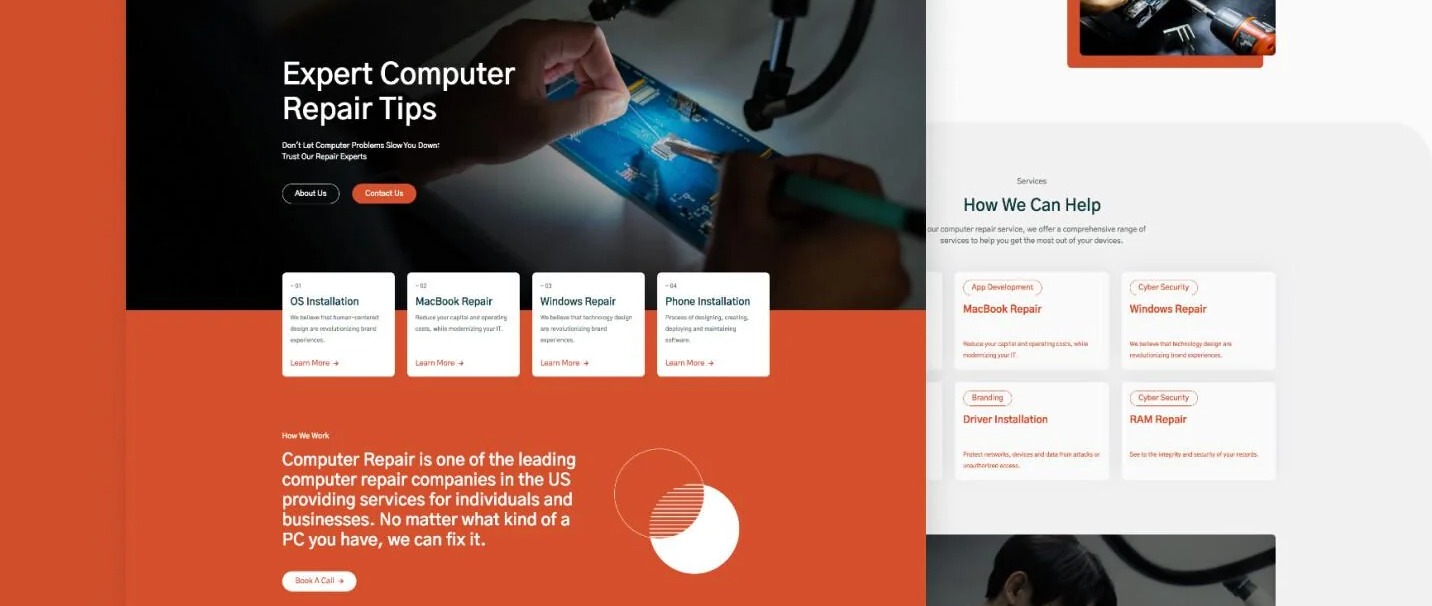 Expert Computer
Repair Tips
Don't Let Computer Problems Slow You Down:
Trust Our Repair Experts
About Us
Contact Us
- 01
OS Installation
We believe that human-centered
design are revolutionizing brand
experiences.
Learn More →
- 02
MacBook Repair
Reduce your capital and operating
costs, while modernizing your IT.
Learn More →
- 03
Windows Repair
We believe that technology design
are revolutionizing brand
experiences.
Learn More →
- 04
Phone Installation
Process of designing, creating,
deploying and maintaining
software.
Learn More →
How We Work
Computer Repair is one of the leading
computer repair companies in the US
providing services for individuals and
businesses. No matter what kind of a
PC you have, we can fix it.
Book A Call →
Services
How We Can Help
our computer repair service, we offer a comprehensive range of
services to help you get the most out of your devices.
App Development
MacBook Repair
Reduce your capital and operating costs, while
modernizing your IT.
Cyber Security
Windows Repair
We believe that technology design are
revolutionizing brand experiences.
Branding
Driver Installation
Protect networks, devices and data from attacks or
unauthorized access.
Cyber Security
RAM Repair
See to the integrity and security of your records.